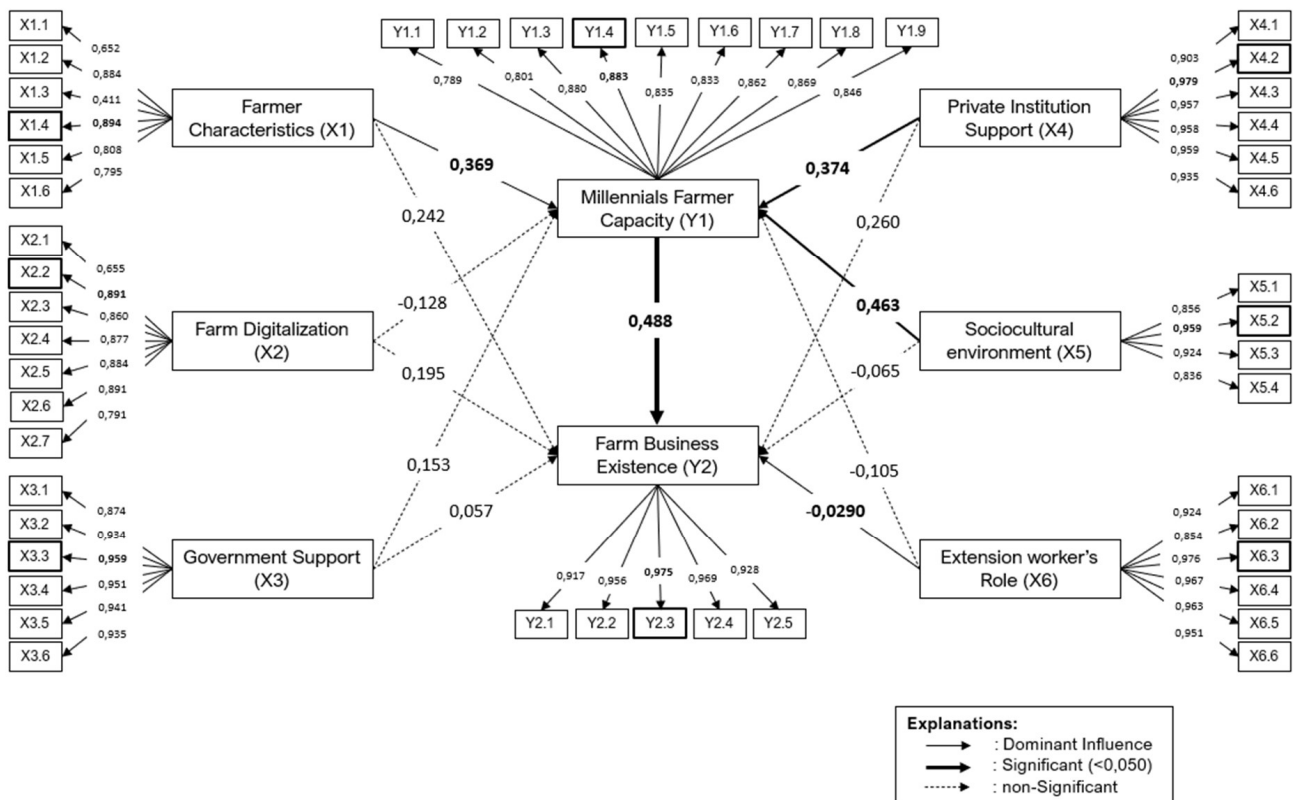 X1.1
X1.2
X1.3
X1.4
X1.5
X1.6
0,652
0,884
0,411
0,894
0,808
0,795
Farmer
Characteristics (X1)
X2.1
X2.2
X2.3
X2.4
X2.5
X2.6
X2.7
0,655
0,891
0,860
0,877
0,884
0,891
0,791
Farm Digitalization
(X2)
X3.1
X3.2
X3.3
X3.4
X3.5
X3.6
0,874
0,934
0,959
0,951
0,941
0,935
Government Support
(X3)
Y1.1 Y1.2 Y1.3 Y1.4 Y1.5 Y1.6 Y1.7 Y1.8 Y1.9
0,789 0,801 0,880 0,883 0,835 0,833 0,862 0,869 0,846
Millennials Farmer
Capacity (Y1)
0,369
0,242
-0,128
0,195
0,153
0,057
0,488
0,374
0,260
0,463
-0,065
-0,105
-0,0290
Farm Business
Existence (Y2)
0,917 0,956 0,975 0,969 0,928
Y2.1 Y2.2 Y2.3 Y2.4 Y2.5
Private Institution
Support (X4)
0,903
0,979
0,957
0,958
0,959
0,935
X4.1
X4.2
X4.3
X4.4
X4.5
X4.6
Sociocultural
environment (X5)
0,856
0,959
0,924
0,836
X5.1
X5.2
X5.3
X5.4
Extension worker's
Role (X6)
0,924
0,854
0,976
0,967
0,963
0,951
X6.1
X6.2
X6.3
X6.4
X6.5
X6.6
Explanations:
: Dominant Influence
: Significant (<0,050)
: non-Significant